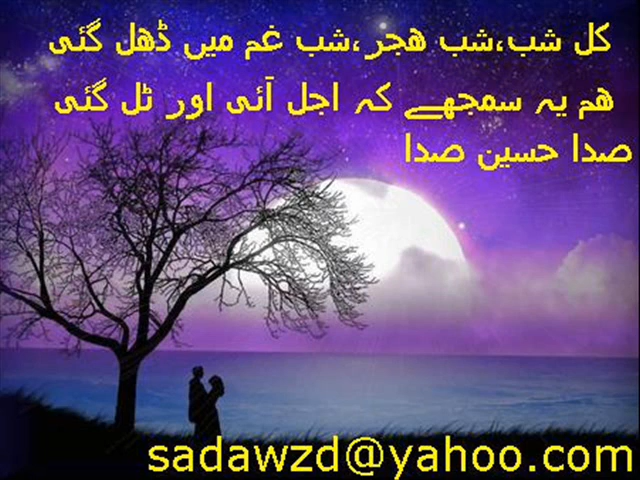 کل شب،شب ھجر،شب غم میں ڈھل گئی
ھم یہ سمجھے کہ اجل آئی اور ٹل گئی
صدا حسین صدا
sadawzd@yahoo.com